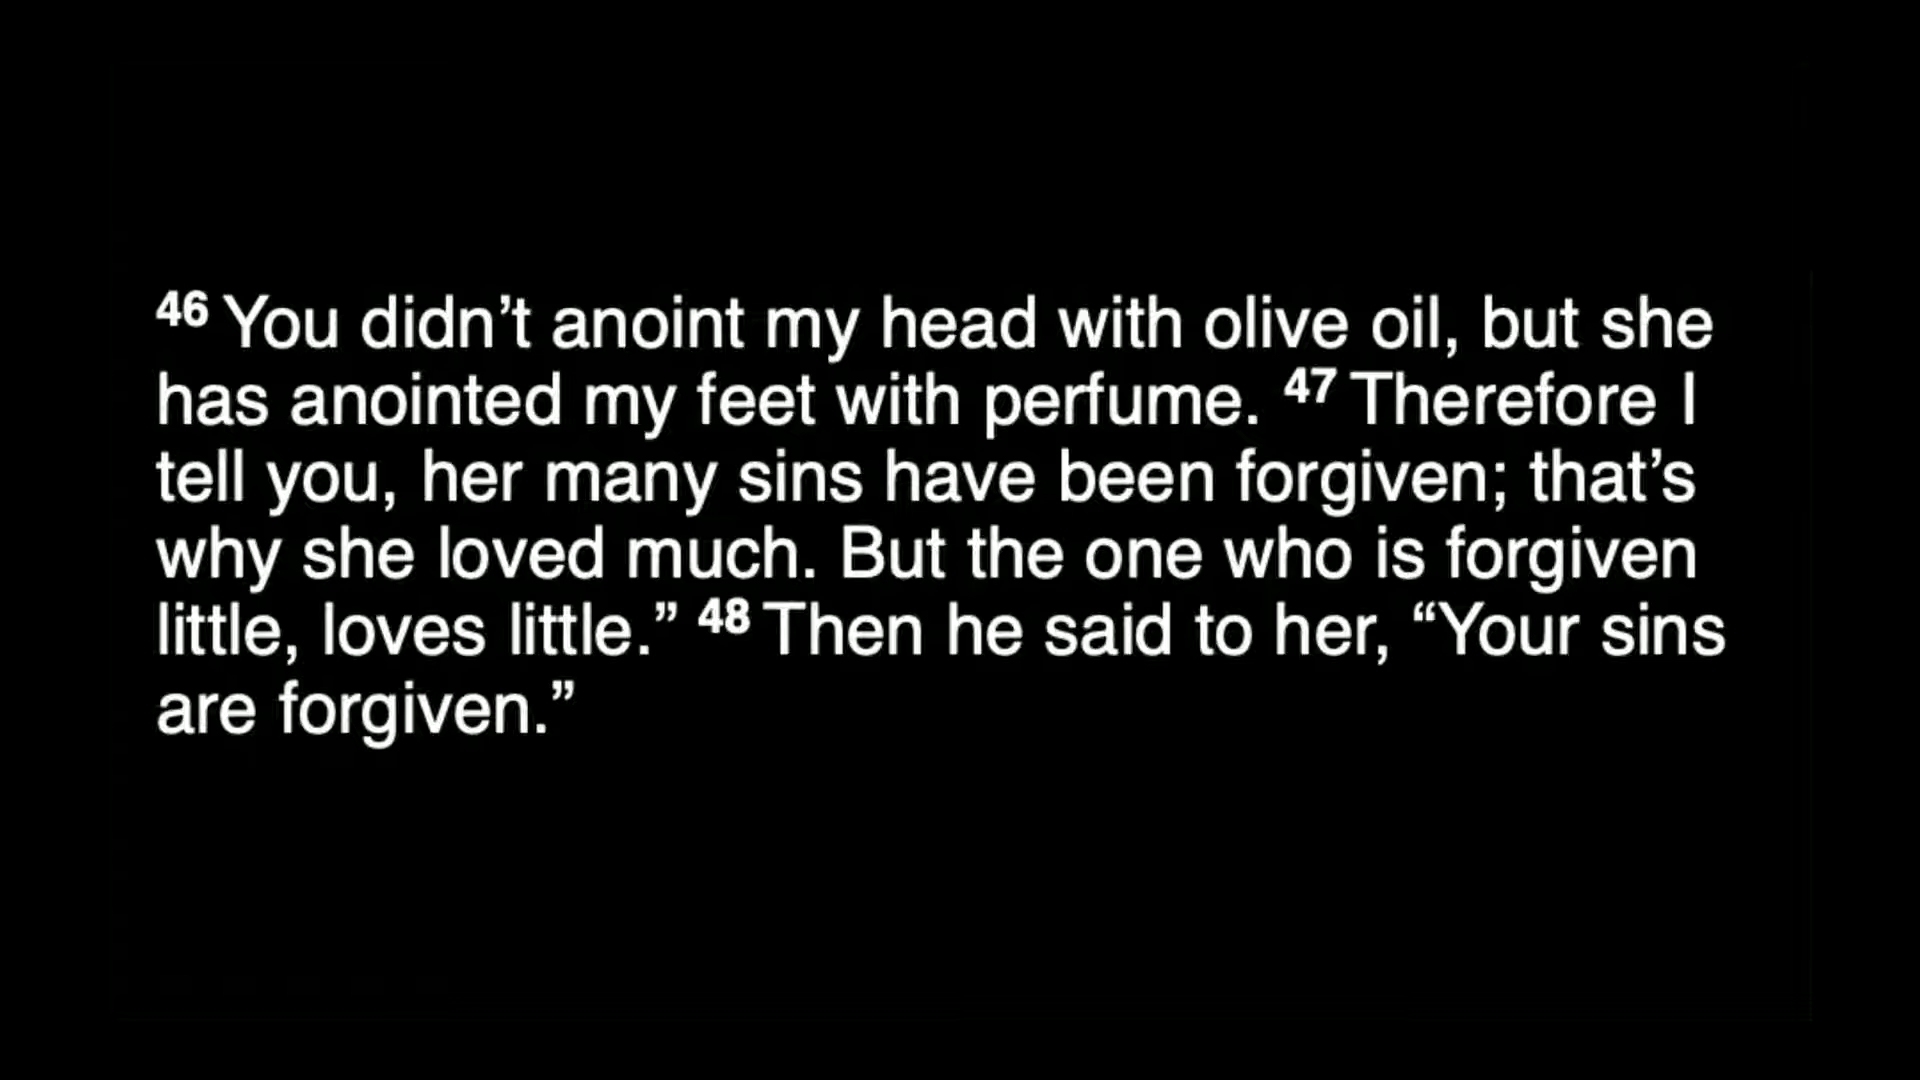 46 You didn’t anoint my head with olive oil, but she
has anointed my feet with perfume. 47 Therefore I
tell you, her many sins have been forgiven; that’s
why she loved much. But the one who is forgiven
little, loves little.” 48 Then he said to her, “Your sins
are forgiven.”